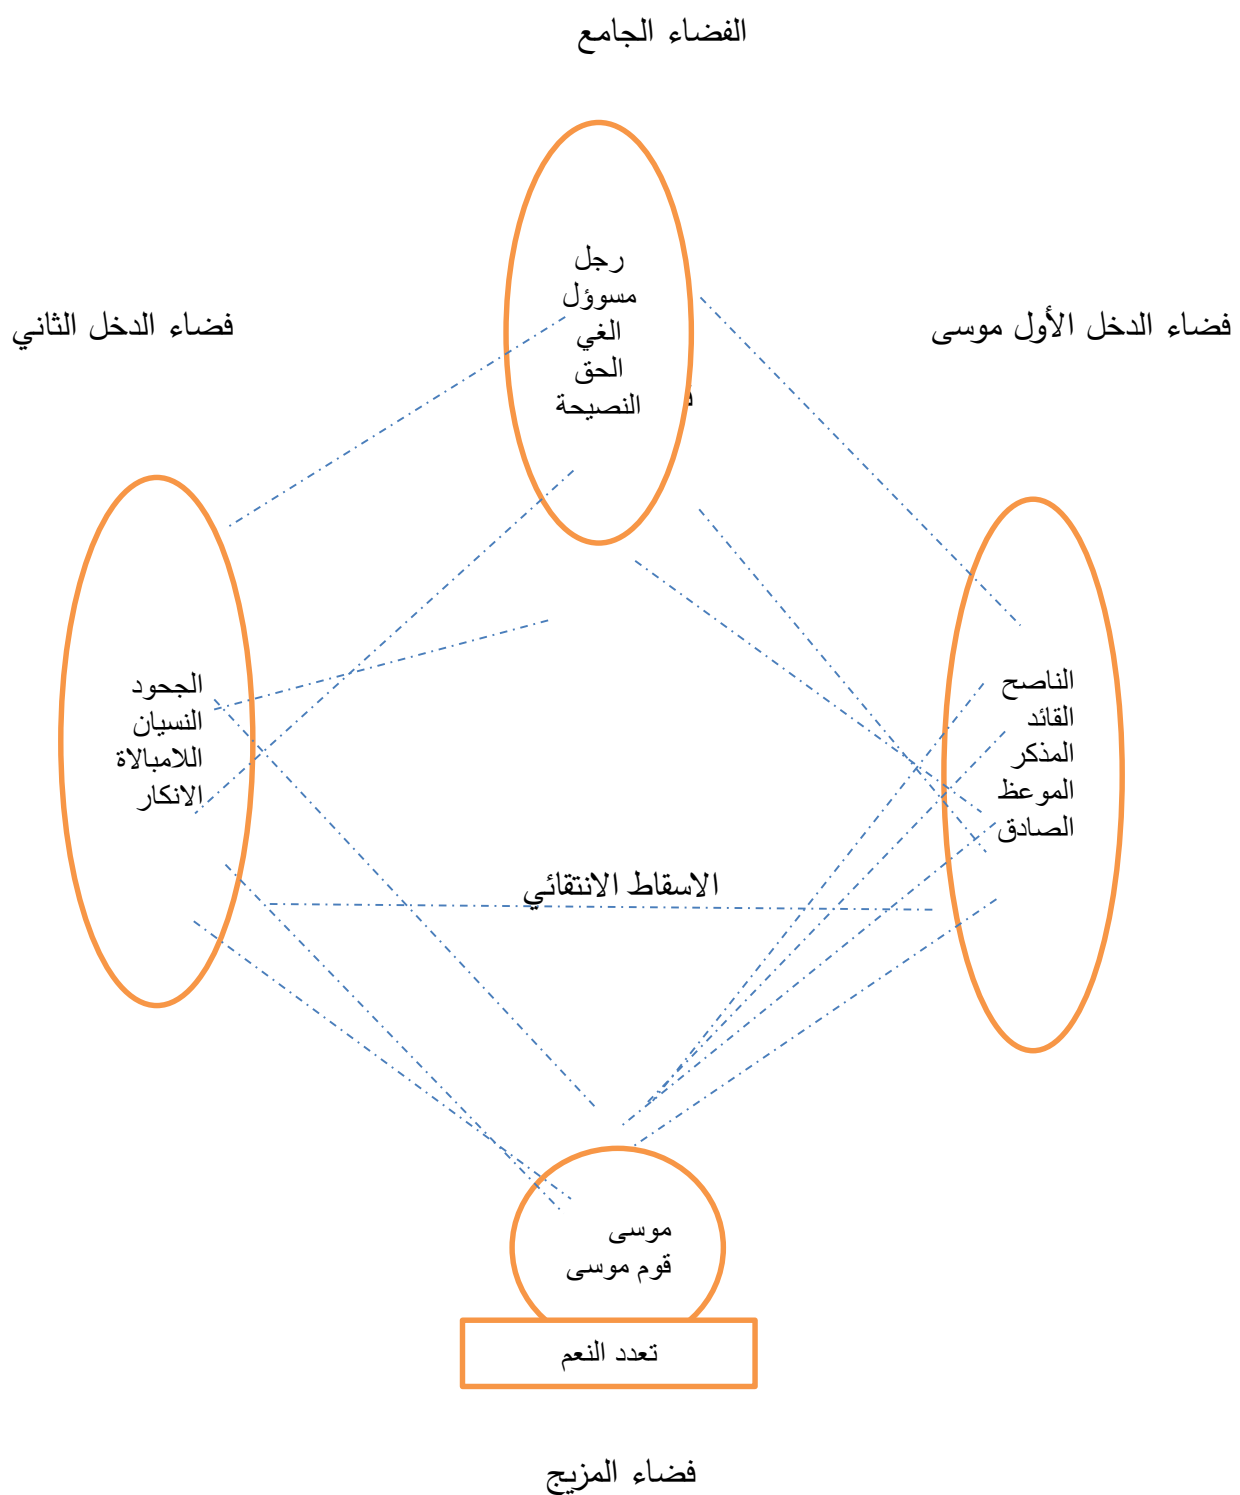 الفضاء الجامع
رجل
مسوؤل
الغي
الحق
النصيحة
فضاء الدخل الأول موسى
فضاء الدخل الثاني
الناصح
القائد
المذكر
الموعظ
الصادق
الجحود
النسيان
اللامبالاة
الانكار
الاسقاط الانتقائي
موسى
قوم موسى
تعدد النعم
فضاء المزيج